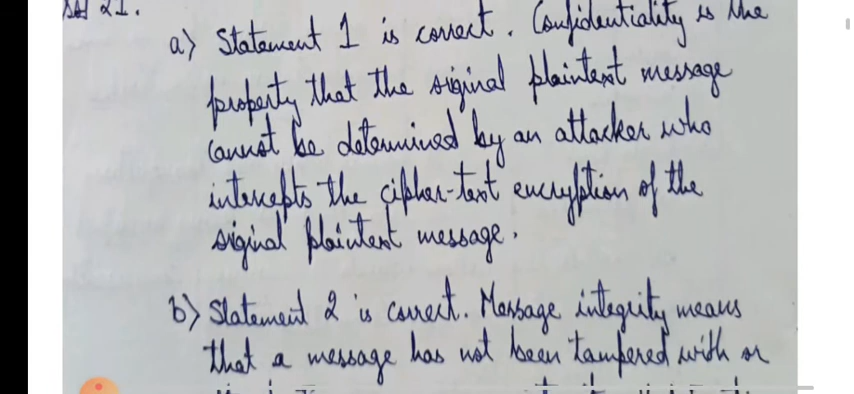 21.
a) Statement 1 is correct. Confidentiality is the
property that the original plaintext message
cannot be determined by an attacker who
intercepts the cipher-text encryption of the
original plaintext message.
b) Statement 2 is correct. Message integrity means
that a message has not been tampered with or